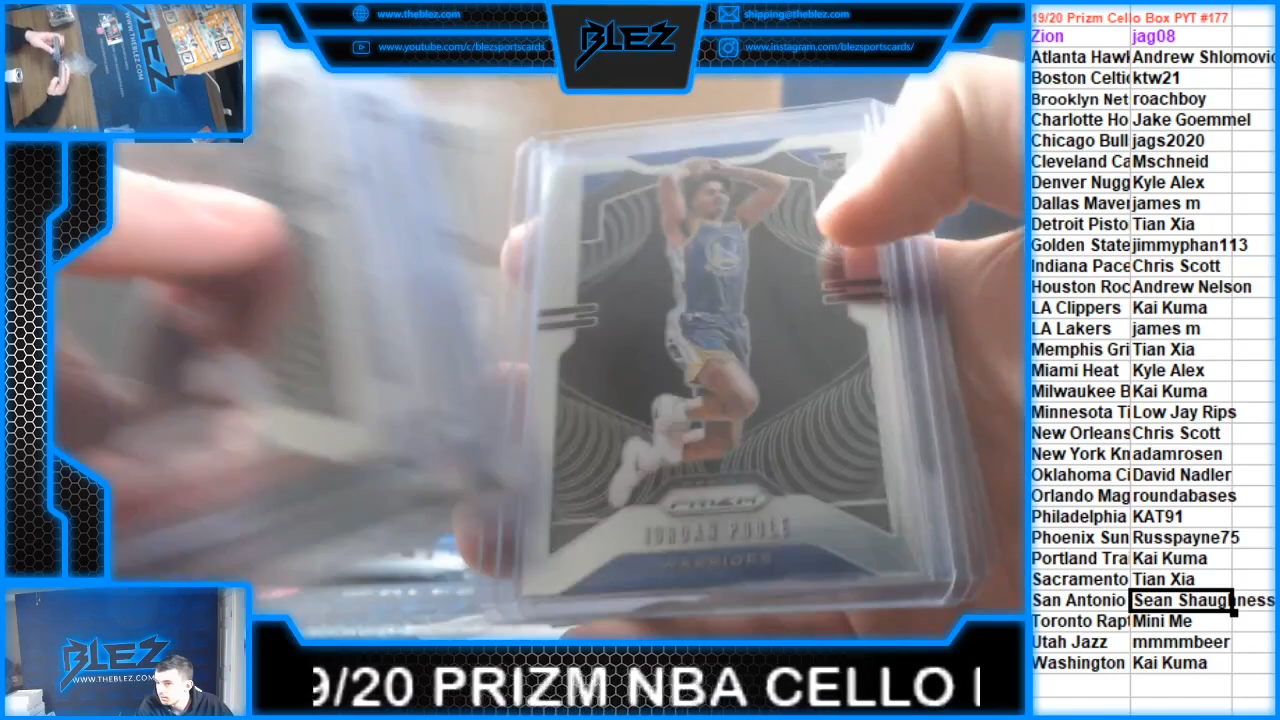 www.theblez.com
www.youtube.com/c/blezsportscards
BLEZ
shipping@theblez.com
www.instagram.com/blezsportscards/
19/20 Prizm Cello Box PYT #177
Zion jag08
Atlanta Hawk Andrew Shlomovic
Boston Celtic ktw21
Brooklyn Net roachboy
Charlotte Ho Jake Goemmel
Chicago Bull jags2020
Cleveland Ca Mschneid
Denver Nugg Kyle Alex
Dallas Maver james m
Detroit Pisto Tian Xia
Golden State jimmyphan113
Indiana Pace Chris Scott
Houston Roc Andrew Nelson
LA Clippers Kai Kuma
LA Lakers james m
Memphis Gri Tian Xia
Miami Heat Kyle Alex
Milwaukee B Kai Kuma
Minnesota Ti Low Jay Rips
New Orleans Chris Scott
New York Kn adamrosen
Oklahoma Ci David Nadler
Orlando Mag roundabases
Philadelphia KAT91
Phoenix Sun Russpayne75
Portland Tra Kai Kuma
Sacramento Tian Xia
San Antonio Sean Shaughness
Toronto Rapt Mini Me
Utah Jazz mmmmbeer
Washington Kai Kuma
PRIZM
JORDAN POOLE
WARRIORS
BLEZ
BLEZ
WWW.THEBLEZ.COM
9/20 PRIZM NBA CELLO